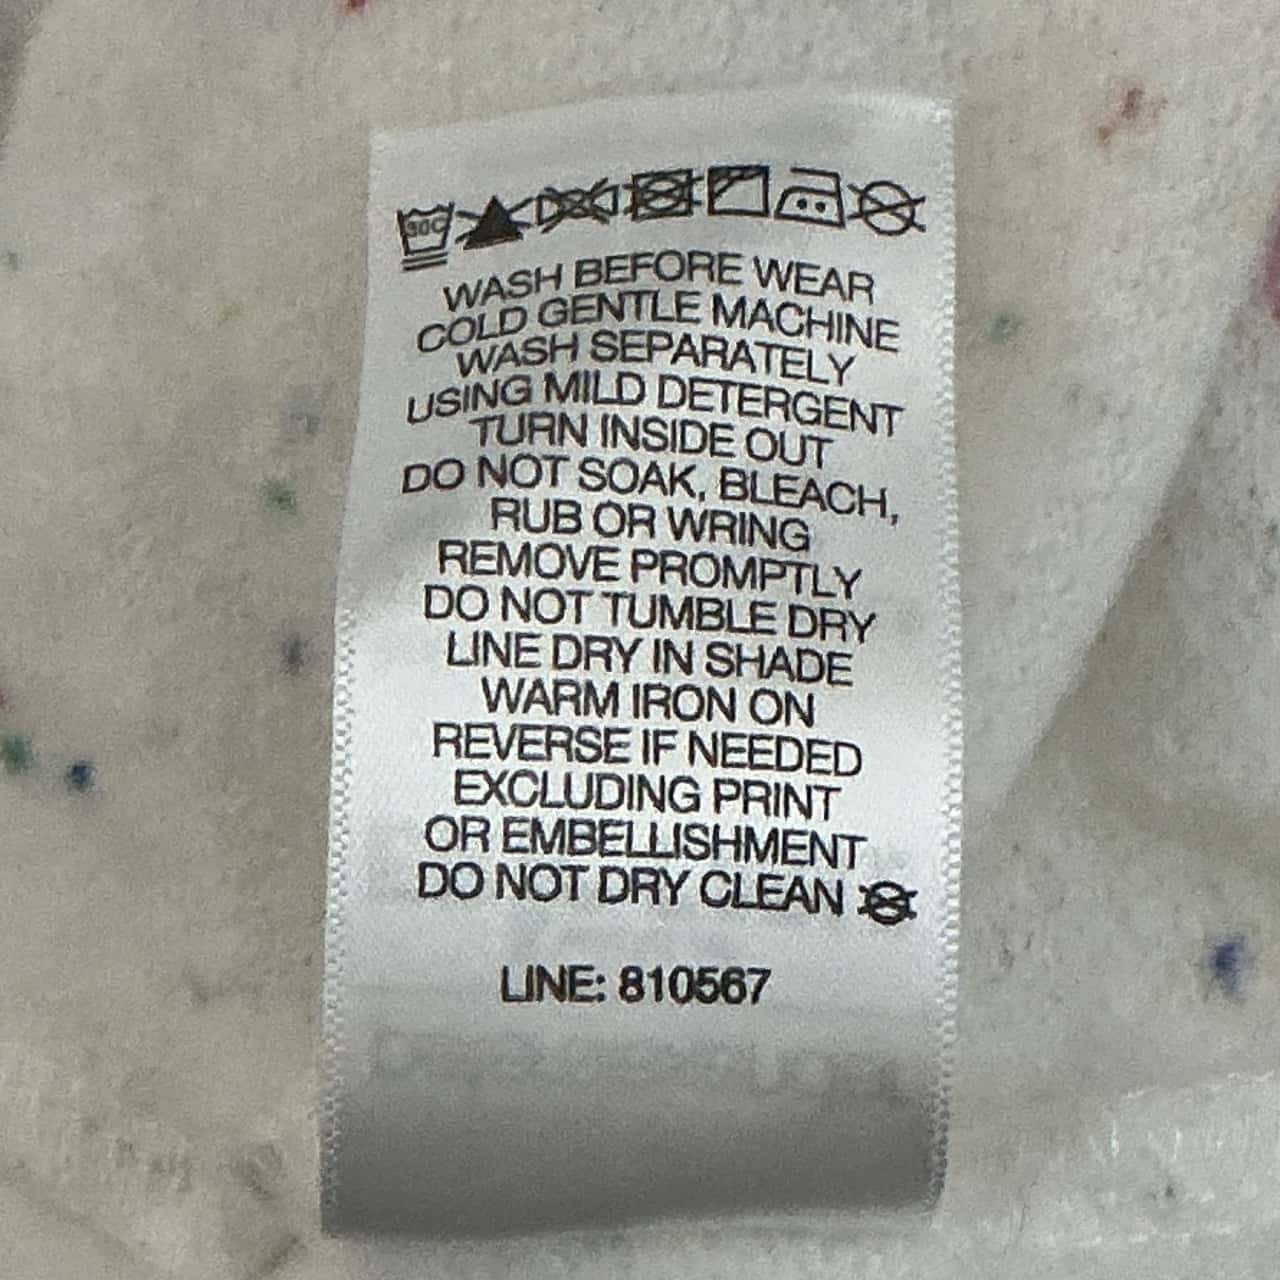 30C
WASH BEFORE WEAR
COLD GENTLE MACHINE
WASH SEPARATELY
USING MILD DETERGENT
TURN INSIDE OUT
DO NOT SOAK, BLEACH,
RUB OR WRING
REMOVE PROMPTLY
DO NOT TUMBLE DRY
LINE DRY IN SHADE
WARM IRON ON
REVERSE IF NEEDED
EXCLUDING PRINT
OR EMBELLISHMENT
DO NOT DRY CLEAN
LINE: 810567